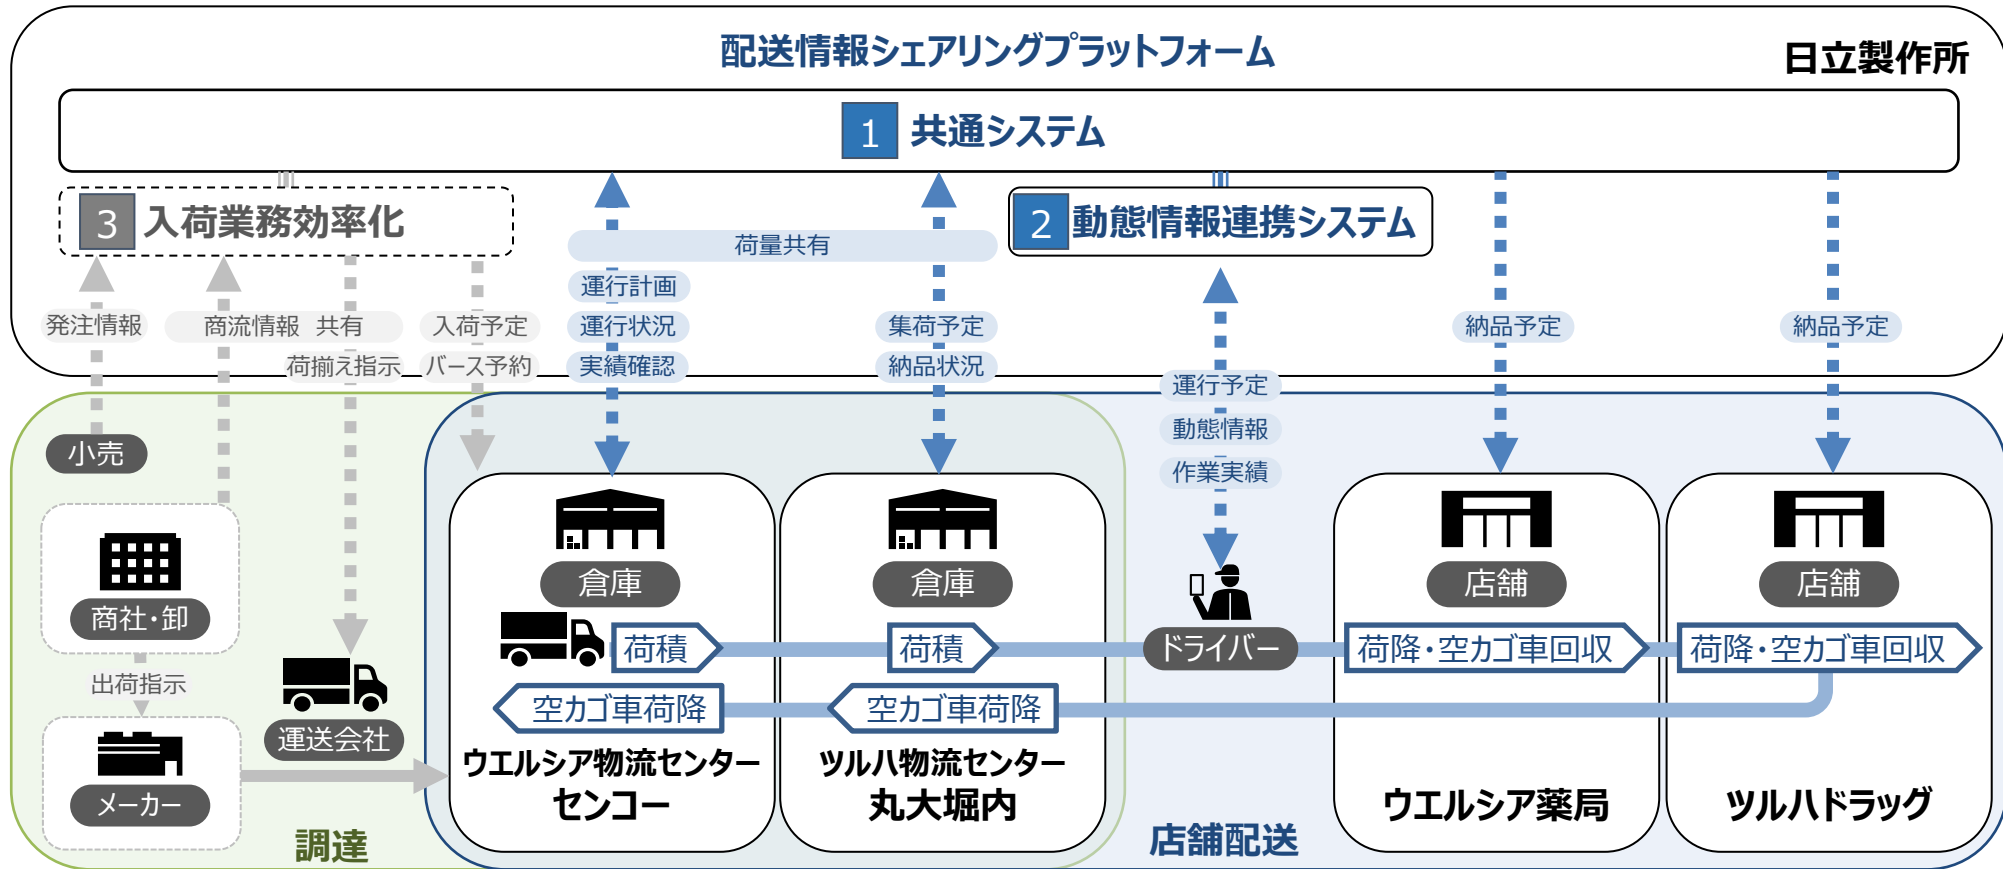 配送情報シェアリングプラットフォーム
日立製作所
1 共通システム
3 入荷業務効率化
2 動態情報連携システム
荷量共有
運行計画
発注情報
商流情報 共有
入荷予定
運行状況
集荷予定
納品予定
納品予定
荷揃え指示
バース予約
実績確認
納品状況
運行予定
動態情報
作業実績
小売
商社・卸
出荷指示
メーカー
運送会社
調達
倉庫
倉庫
店舗
店舗
荷積
荷積
ドライバー
荷降・空カゴ車回収
荷降・空カゴ車回収
空カゴ車荷降
空カゴ車荷降
ウエルシア物流センター
センコー
ツルハ物流センター
丸大堀内
店舗配送
ウエルシア薬局
ツルハドラッグ